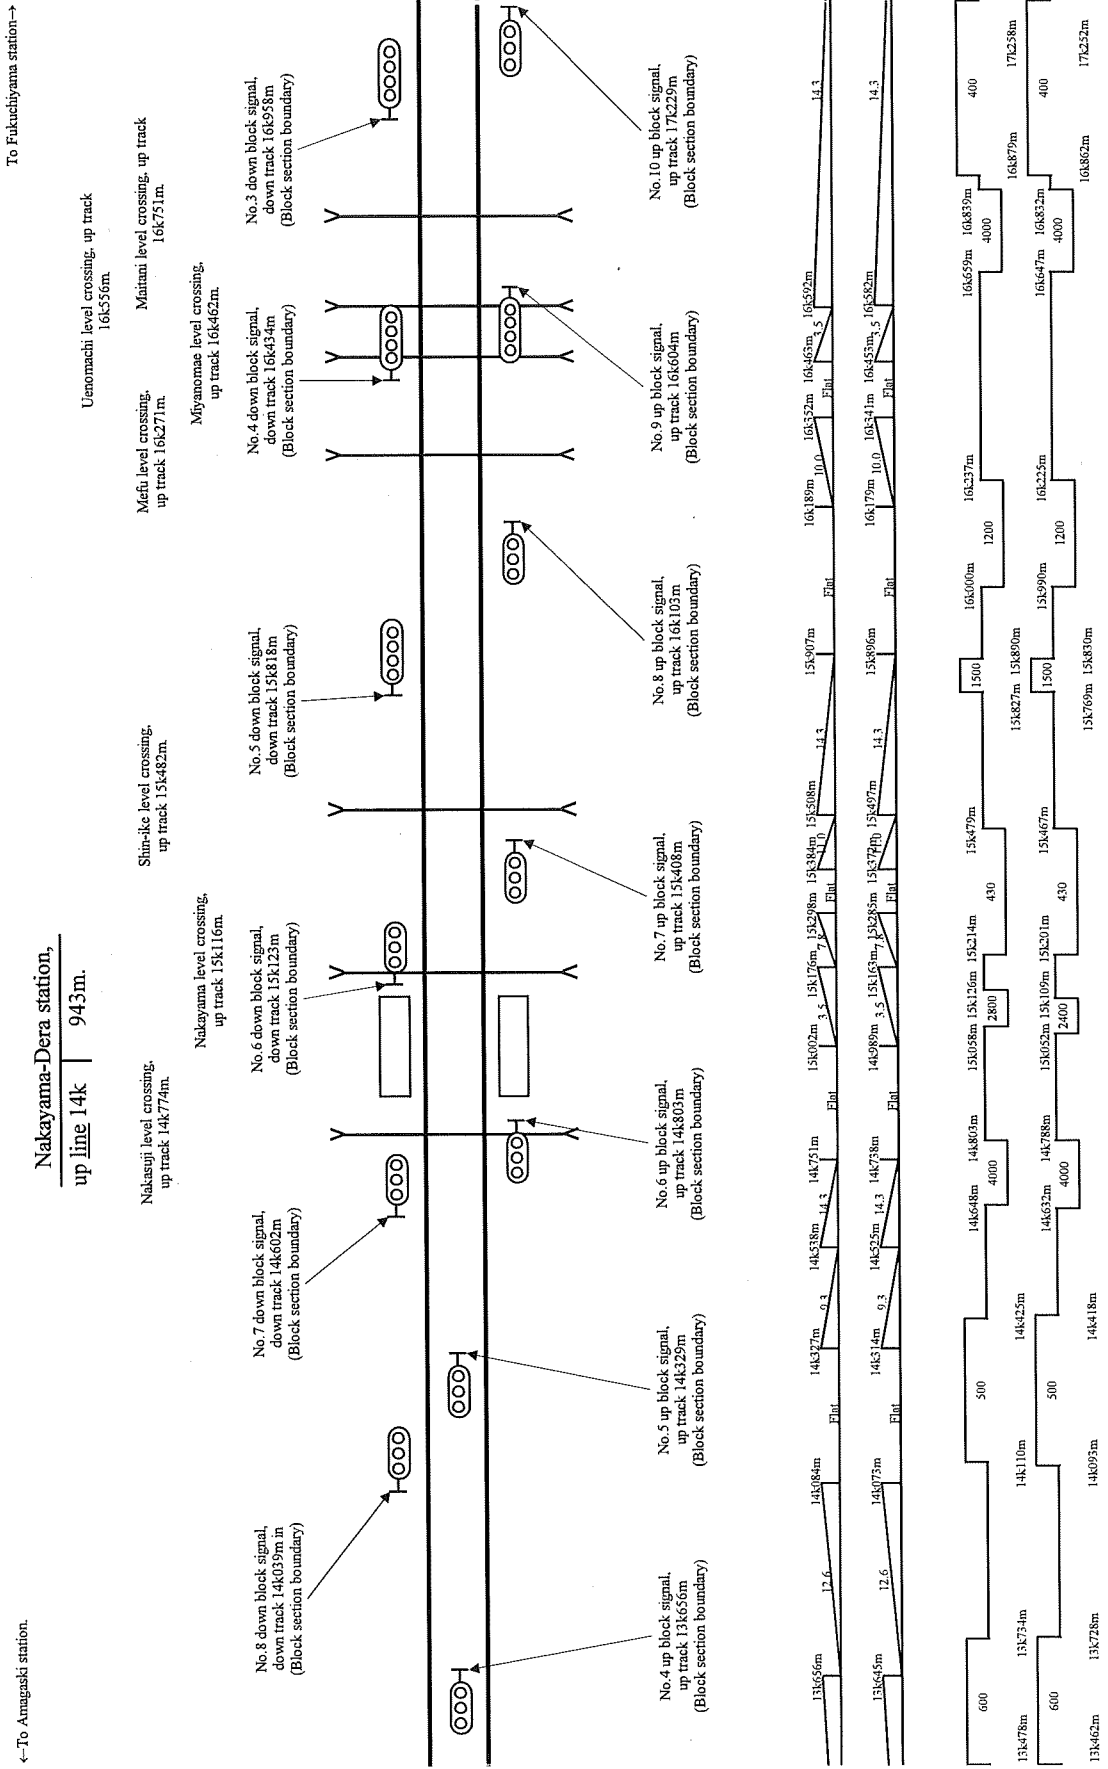 ←To Amagaski station.
To Fukuchiyama station→
Nakayama-Dera station,
up line 14k 943m.
Uenomachi level crossing, up track
16k556m.
Nakasuji level crossing,
up track 14k774m.
Shin-ike level crossing,
up track 15k482m.
Mefu level crossing,
up track 16k271m.
Maitani level crossing, up track
16k751m.
Nakayama level crossing,
up track 15k116m.
Miyanomae level crossing,
up track 16k462m.
No.8 down block signal,
down track 14k039m in
(Block section boundary)
No.7 down block signal,
down track 14k602m
(Block section boundary)
No.6 down block signal,
down track 15k123m
(Block section boundary)
No.5 down block signal,
down track 15k818m
(Block section boundary)
No.4 down block signal,
down track 16k434m
(Block section boundary)
No.3 down block signal,
down track 16k958m
(Block section boundary)
No.4 up block signal,
up track 13k656m
(Block section boundary)
No.5 up block signal,
up track 14k329m
(Block section boundary)
No.6 up block signal,
up track 14k803m
(Block section boundary)
No.7 up block signal,
up track 15k408m
(Block section boundary)
No.8 up block signal,
up track 16k103m
(Block section boundary)
No.9 up block signal,
up track 16k604m
(Block section boundary)
No.10 up block signal,
up track 17k229m
(Block section boundary)
13k656m 12.6 14k084m Flat 14k327m 9.3 14k538m 14.3 14k751m Flat 15k002m 3.5 15k176m 7.8 15k298m Flat 15k384m 11.0 15k508m 14.3 15k907m Flat 16k189m 10.0 16k352m Flat 16k463m 3.5 16k592m 14.3
13k645m 12.6 14k073m Flat 14k314m 9.3 14k525m 14.3 14k738m Flat 14k989m 3.5 15k163m 7.8 15k285m Flat 15k372m 11.0 15k497m 14.3 15k896m Flat 16k179m 10.0 16k341m Flat 16k453m 3.5 16k582m 14.3
14k648m 14k803m 15k058m 15k126m 15k214m 15k479m 16k000m 16k237m 16k659m 16k839m
600 500 4000 2800 430 1500 1200 4000 400
13k478m 13k734m 14k110m 14k425m 15k827m 15k890m 16k879m 17k258m
14k632m 14k788m 15k052m 15k109m 15k201m 15k467m 15k990m 16k225m 16k647m 16k832m
600 500 4000 2400 430 1500 1200 4000 400
13k462m 13k728m 14k093m 14k418m 15k769m 15k830m 16k862m 17k252m